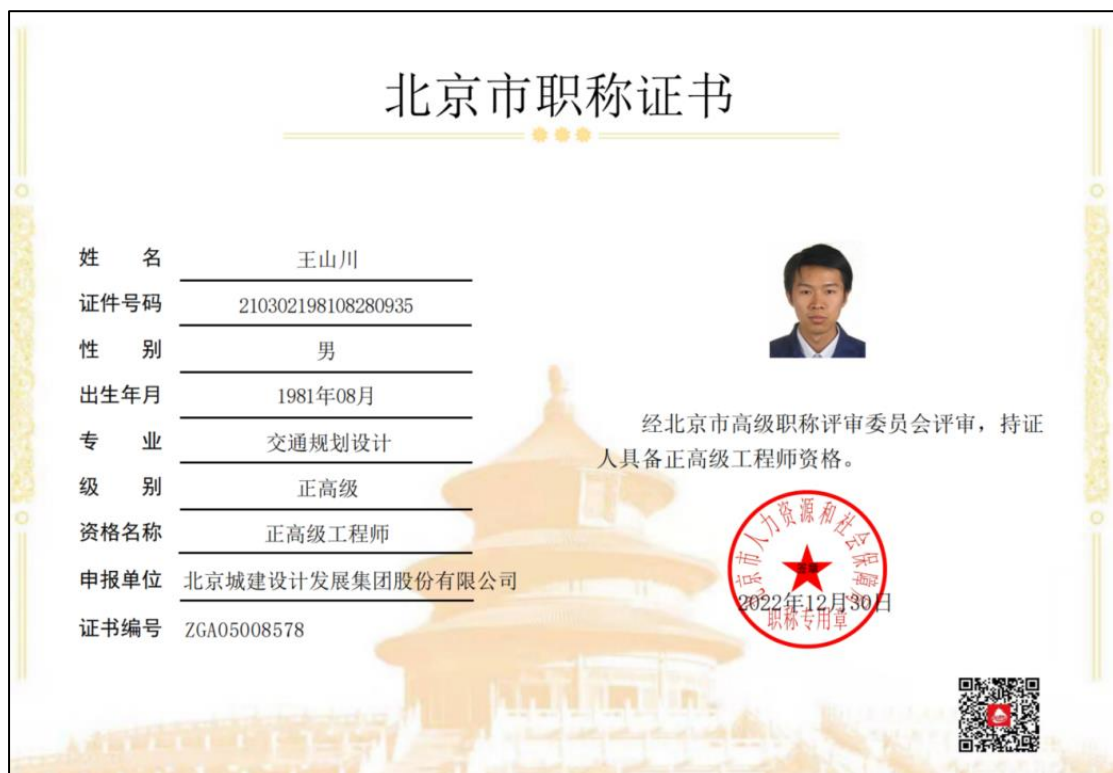 北京市职称证书
姓 名 王山川
证件号码 210302198108280935
性 别 男
出生年月 1981年08月
专 业 交通规划设计
级 别 正高级
资格名称 正高级工程师
申报单位 北京城建设计发展集团股份有限公司
证书编号 ZGA05008578
经北京市高级职称评审委员会评审，持证
人具备正高级工程师资格。
北京市人力资源和社会保障局
2022年12月30日
职称专用章